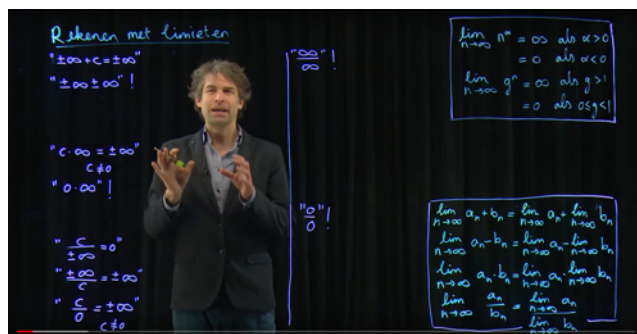 Rekenen met limieten
"±∞+c=±∞"
"±∞±∞" !
"c·∞=±∞"
c≠0
"0·∞" !
"c/±∞=0"
"±∞/c=±∞"
"c/0=±∞"
c≠0
"∞/∞" !
"0/0" !
lim n→∞ n^α = ∞ als α>0
= 0 als α<0
lim n→∞ g^n = ∞ als g>1
= 0 als 0≤g<1
lim n→∞ a_n+b_n = lim n→∞ a_n + lim n→∞ b_n
lim n→∞ a_n-b_n = lim n→∞ a_n - lim n→∞ b_n
lim n→∞ a_n·b_n = lim n→∞ a_n · lim n→∞ b_n
lim n→∞ a_n/b_n = lim n→∞ a_n / lim n→∞ b_n